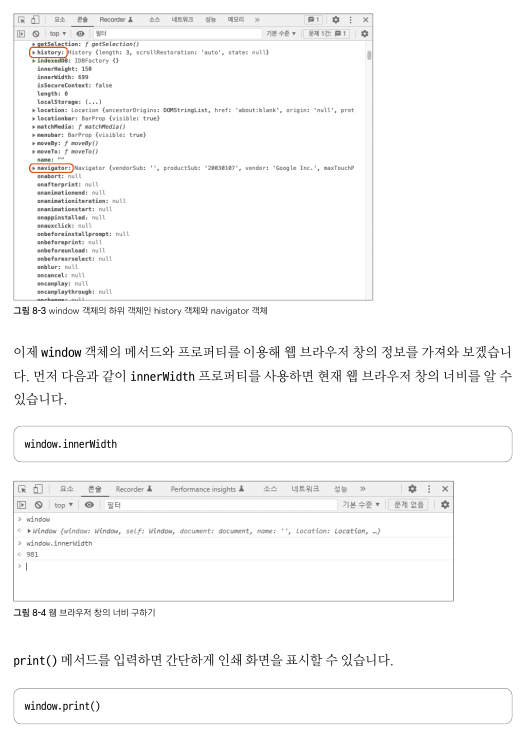 요소 콘솔 Recorder 소스 네트워크 성능 메모리 » 1
top ▼ 필터 기본 수준 ▼ 문제 1건: 1
▶ getSelection: ƒ getSelection()
▶ history: History {length: 3, scrollRestoration: 'auto', state: null}
▶ indexedDB: IDBFactory {}
innerHeight: 150
innerWidth: 699
isSecureContext: false
length: 0
localStorage: (...)
▶ location: Location {ancestorOrigins: DOMStringList, href: 'about:blank', origin: 'null', prot
▶ locationbar: BarProp {visible: true}
▶ matchMedia: ƒ matchMedia()
▶ menubar: BarProp {visible: true}
▶ moveBy: ƒ moveBy()
▶ moveTo: ƒ moveTo()
name: ""
▶ navigator: Navigator {vendorSub: '', productSub: '20030107', vendor: 'Google Inc.', maxTouchP
onabort: null
onafterprint: null
onanimationend: null
onanimationiteration: null
onanimationstart: null
onappinstalled: null
onauxclick: null
onbeforeinstallprompt: null
onbeforeprint: null
onbeforeunload: null
onbeforexrselect: null
onblur: null
oncancel: null
oncanplay: null
oncanplaythrough: null
onchange: null
그림 8-3 window 객체의 하위 객체인 history 객체와 navigator 객체
이제 window 객체의 메서드와 프로퍼티를 이용해 웹 브라우저 창의 정보를 가져와 보겠습니
다. 먼저 다음과 같이 innerWidth 프로퍼티를 사용하면 현재 웹 브라우저 창의 너비를 알 수
있습니다.
window.innerWidth
요소 콘솔 Recorder Performance insights 소스 네트워크 성능 »
top ▼ 필터 기본 수준 ▼ 문제 없음
> window
< ▶ Window {window: Window, self: Window, document: document, name: '', location: Location, …}
> window.innerWidth
< 981
>
그림 8-4 웹 브라우저 창의 너비 구하기
print() 메서드를 입력하면 간단하게 인쇄 화면을 표시할 수 있습니다.
window.print()